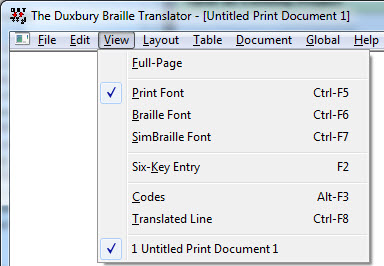 The Duxbury Braille Translator - [Untitled Print Document 1]
File Edit View Layout Table Document Global Help
Full-Page
Print Font Ctrl-F5
Braille Font Ctrl-F6
SimBraille Font Ctrl-F7
Six-Key Entry F2
Codes Alt-F3
Translated Line Ctrl-F8
1 Untitled Print Document 1